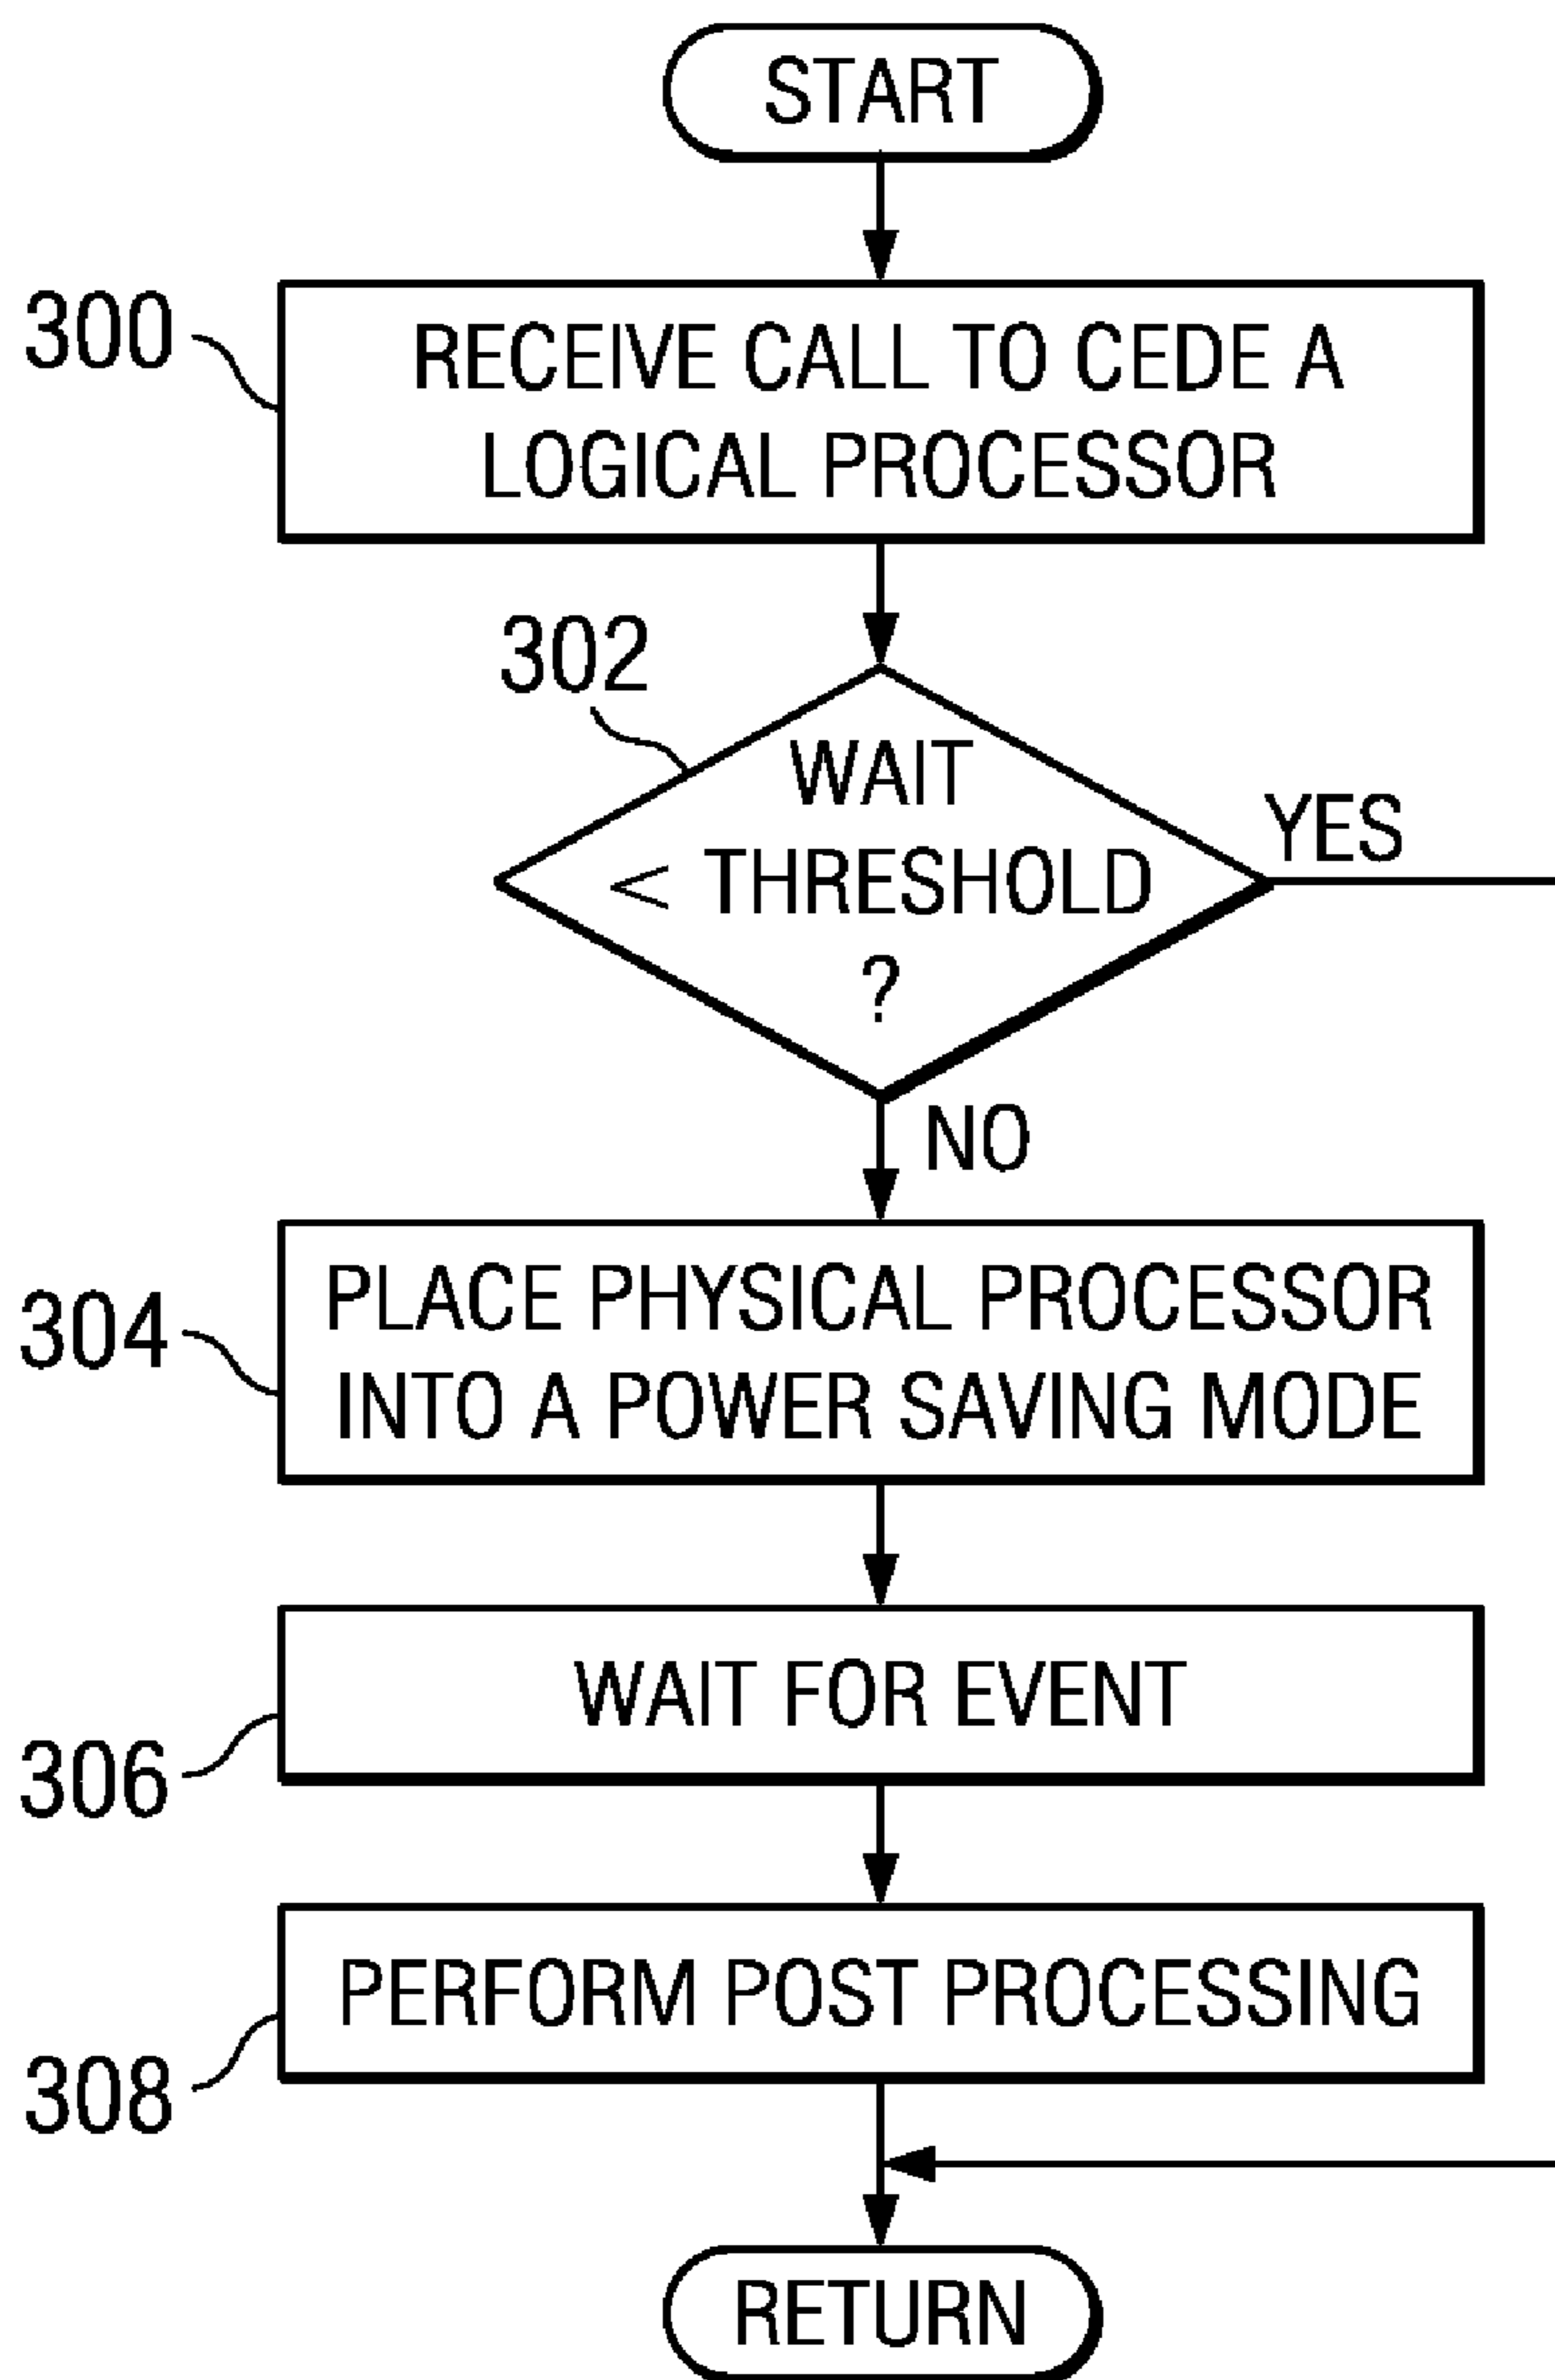 START
300
RECEIVE CALL TO CEDE A
LOGICAL PROCESSOR
302
WAIT
< THRESHOLD
?
YES
NO
304
PLACE PHYSICAL PROCESSOR
INTO A POWER SAVING MODE
306
WAIT FOR EVENT
308
PERFORM POST PROCESSING
RETURN